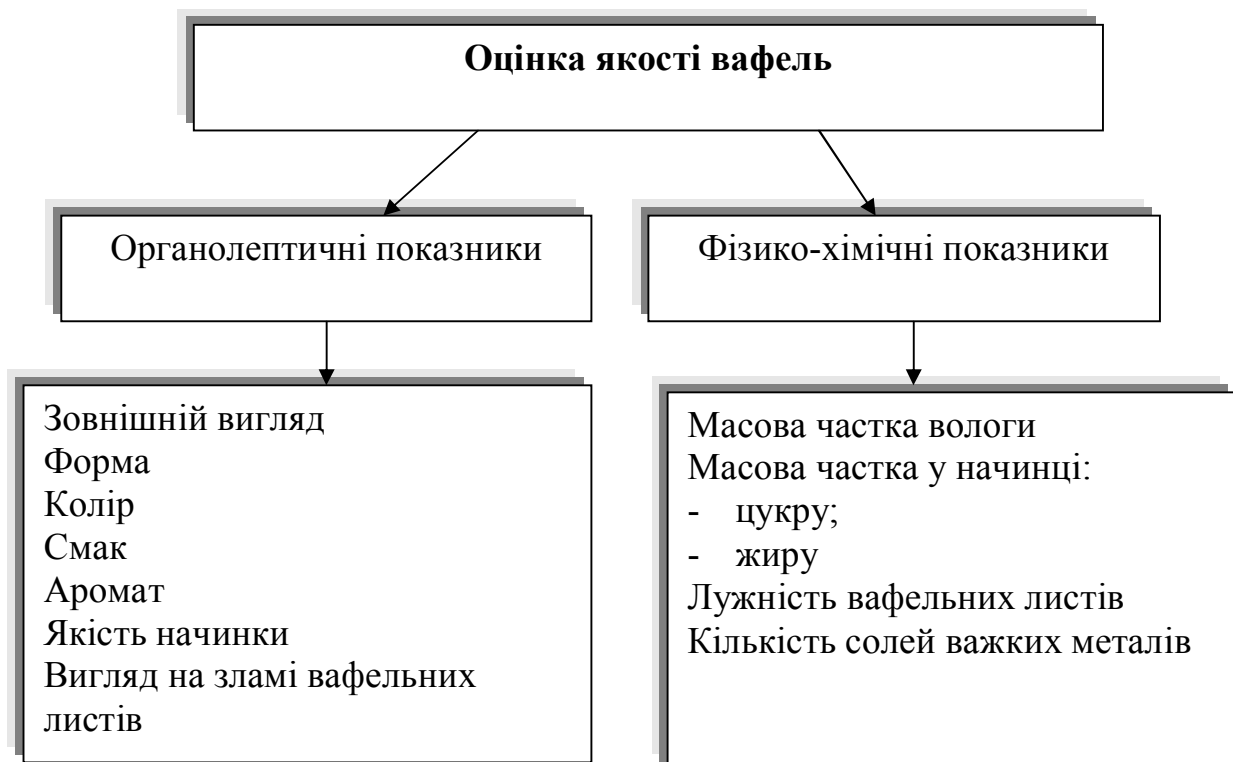 Оцінка якості вафель
Органолептичні показники
Фізико-хімічні показники
Зовнішній вигляд
Форма
Колір
Смак
Аромат
Якість начинки
Вигляд на зламі вафельних
листів
Масова частка вологи
Масова частка у начинці:
- цукру;
- жиру
Лужність вафельних листів
Кількість солей важких металів